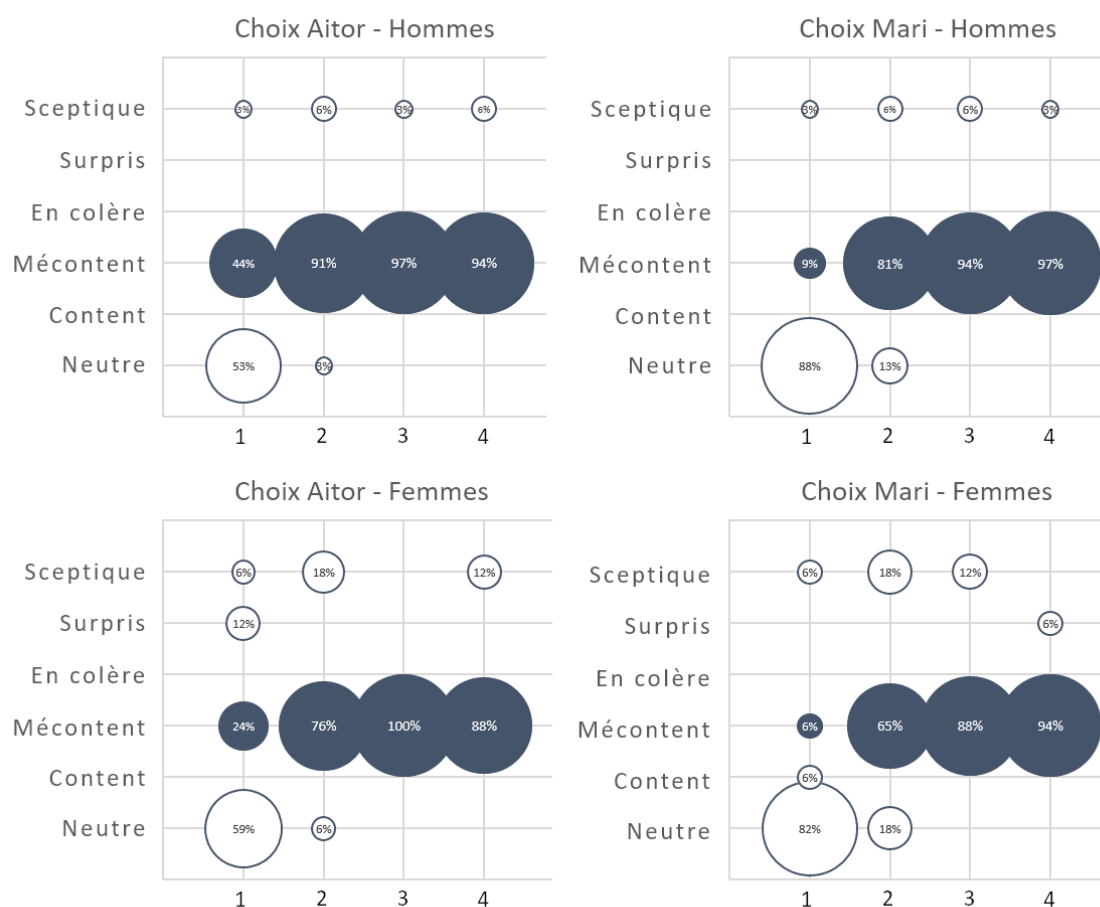 Choix Aitor - Hommes
Sceptique 3% 6% 3% 6%
Surpris
En colère
Mécontent 44% 91% 97% 94%
Content
Neutre 53% 3%
1 2 3 4
Choix Mari - Hommes
Sceptique 3% 6% 6% 3%
Surpris
En colère
Mécontent 9% 81% 94% 97%
Content
Neutre 88% 13%
1 2 3 4
Choix Aitor - Femmes
Sceptique 6% 18% 12%
Surpris 12%
En colère
Mécontent 24% 76% 100% 88%
Content
Neutre 59% 6%
1 2 3 4
Choix Mari - Femmes
Sceptique 6% 18% 12%
Surpris 6%
En colère
Mécontent 6% 65% 88% 94%
Content 6%
Neutre 82% 18%
1 2 3 4